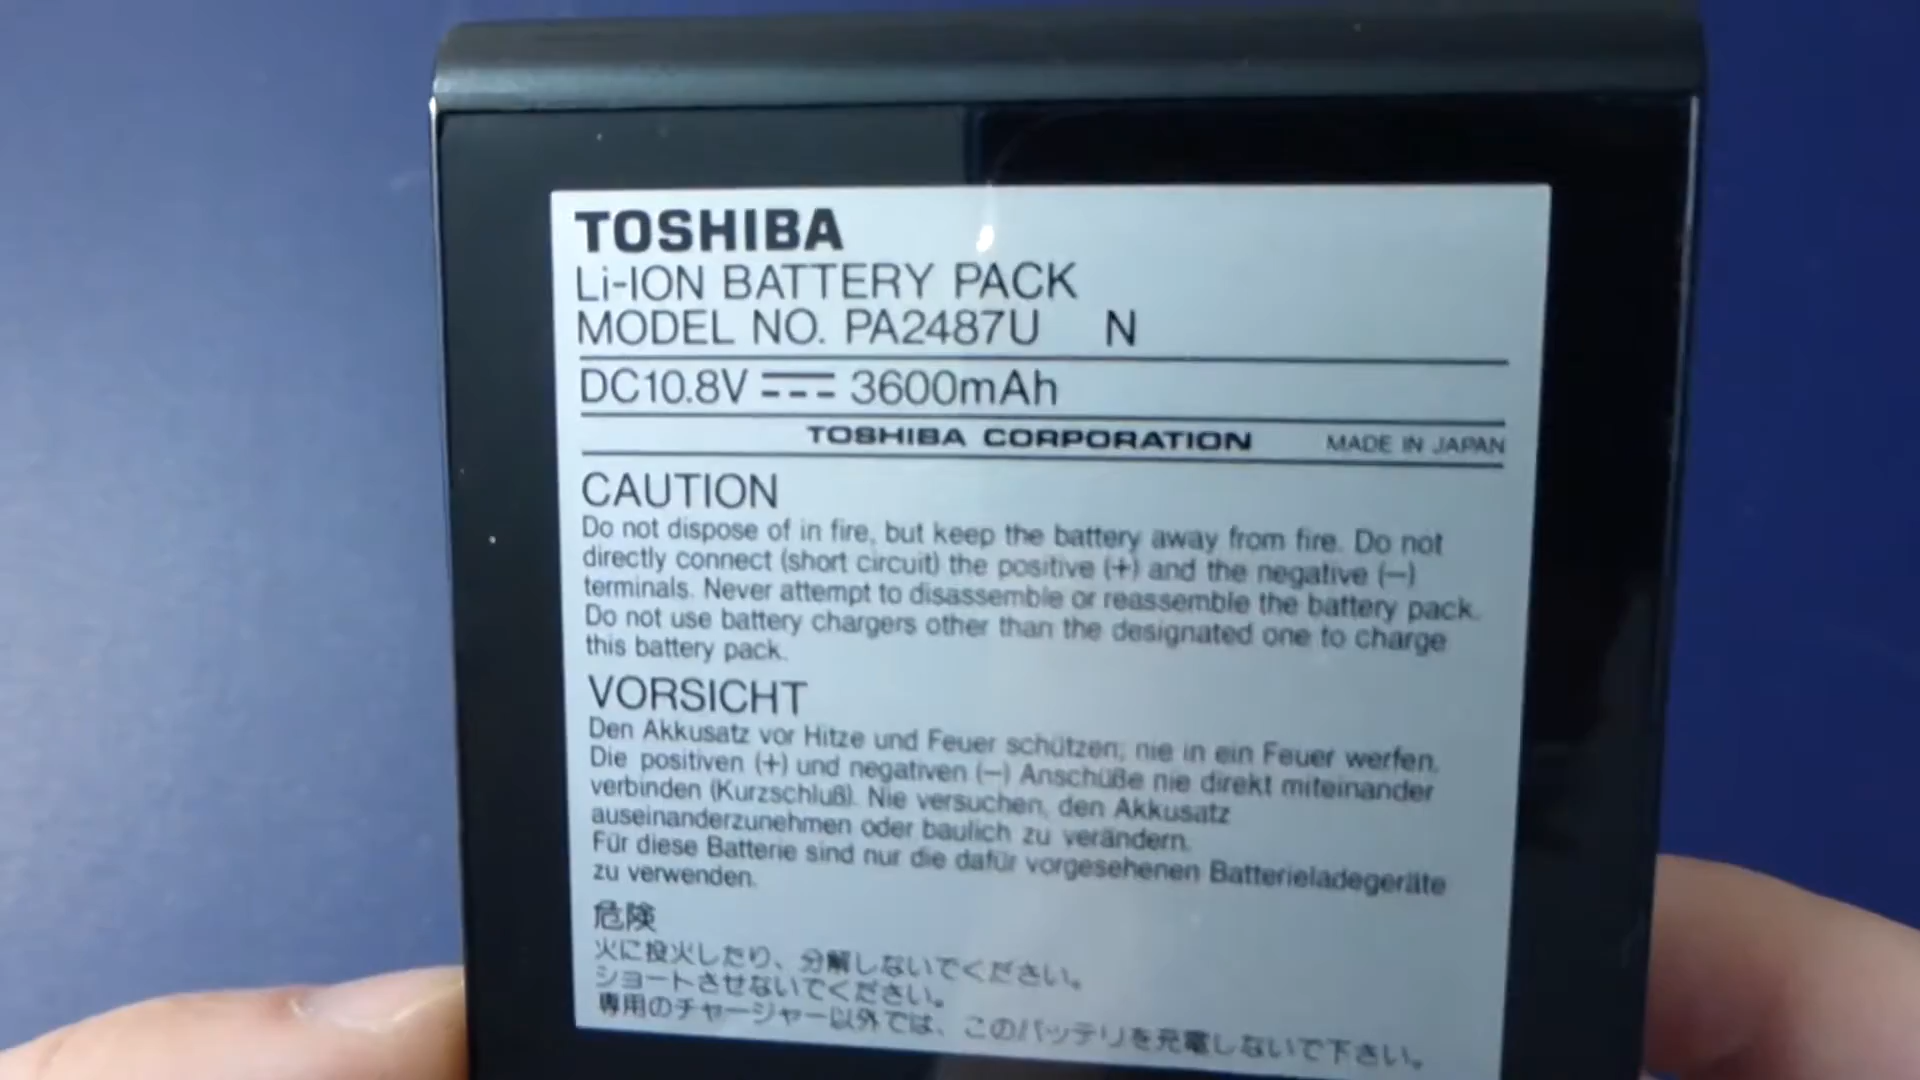 TOSHIBA
Li-ION BATTERY PACK
MODEL NO. PA2487U N
DC10.8V ⎓ 3600mAh
TOSHIBA CORPORATION MADE IN JAPAN
CAUTION
Do not dispose of in fire, but keep the battery away from fire. Do not
directly connect (short circuit) the positive (+) and the negative (−)
terminals. Never attempt to disassemble or reassemble the battery pack.
Do not use battery chargers other than the designated one to charge
this battery pack.
VORSICHT
Den Akkusatz vor Hitze und Feuer schützen; nie in ein Feuer werfen.
Die positiven (+) und negativen (−) Anschüße nie direkt miteinander
verbinden (Kurzschluß). Nie versuchen, den Akkusatz
auseinanderzunehmen oder baulich zu verändern.
Für diese Batterie sind nur die dafür vorgesehenen Batterieladegeräte
zu verwenden.
危険
火に投火したり、分解しないでください。
ショートさせないでください。
専用のチャージャー以外では、このバッテリを充電しないで下さい。